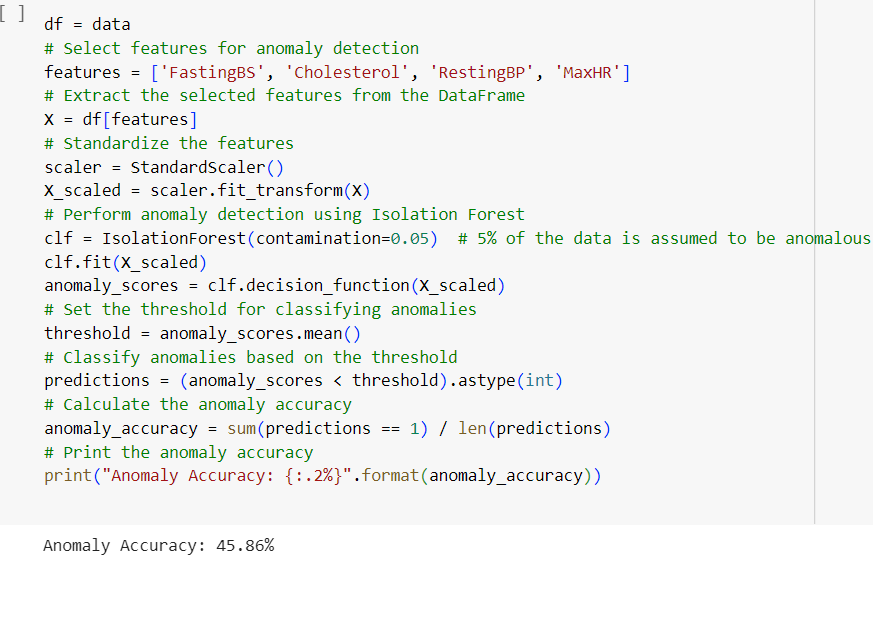 [ ]
df = data
# Select features for anomaly detection
features = ['FastingBS', 'Cholesterol', 'RestingBP', 'MaxHR']
# Extract the selected features from the DataFrame
X = df[features]
# Standardize the features
scaler = StandardScaler()
X_scaled = scaler.fit_transform(X)
# Perform anomaly detection using Isolation Forest
clf = IsolationForest(contamination=0.05)  # 5% of the data is assumed to be anomalous
clf.fit(X_scaled)
anomaly_scores = clf.decision_function(X_scaled)
# Set the threshold for classifying anomalies
threshold = anomaly_scores.mean()
# Classify anomalies based on the threshold
predictions = (anomaly_scores < threshold).astype(int)
# Calculate the anomaly accuracy
anomaly_accuracy = sum(predictions == 1) / len(predictions)
# Print the anomaly accuracy
print("Anomaly Accuracy: {:.2%}".format(anomaly_accuracy))
Anomaly Accuracy: 45.86%